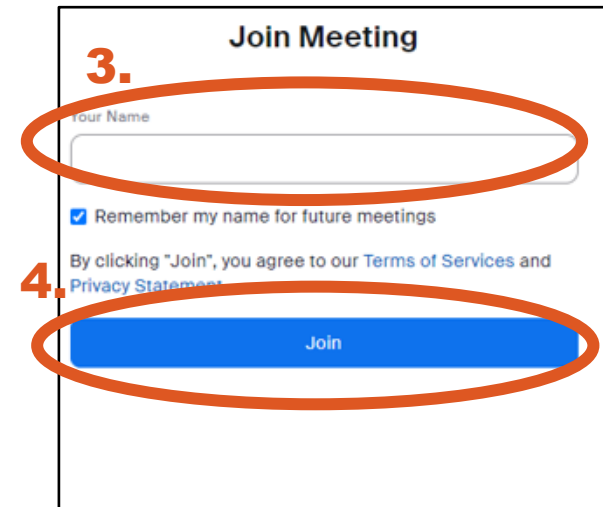 Join Meeting
3.
Your Name
Remember my name for future meetings
By clicking "Join", you agree to our Terms of Services and
4.
Privacy Statement
Join